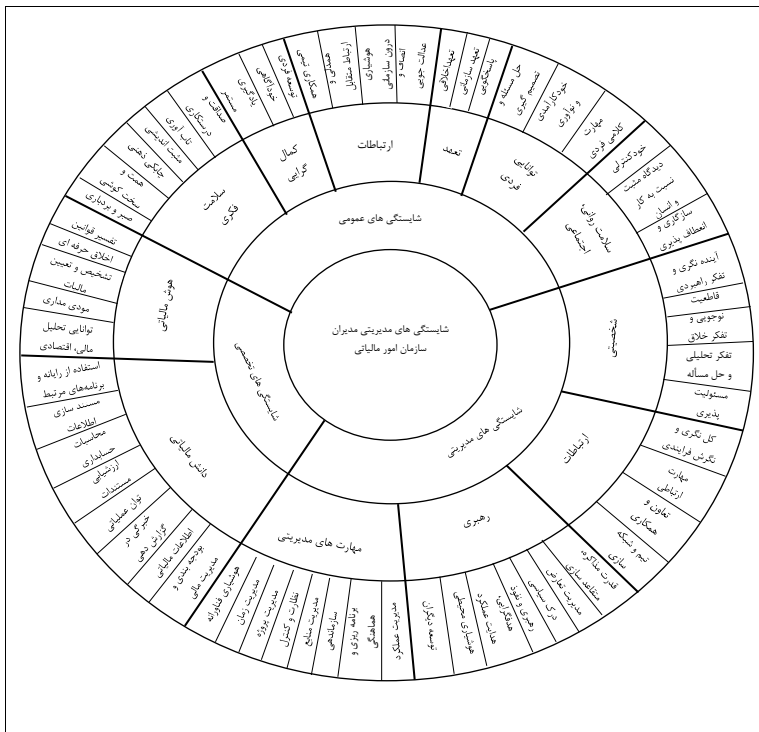 شایستگی های مدیریتی مدیران
سازمان امور مالیاتی
شایستگی های عمومی
شایستگی های مدیریتی
شایستگی های تخصصی
سلامت
فکری
کمال
گرایی
ارتباطات
تعهد
توانایی
فردی
سلامت روانی،
اجتماعی
شخصیتی
ارتباطات
رهبری
مهارت های مدیریتی
دانش مالیاتی
هوش مالیاتی
صبر و بردباری
همت و
سخت کوشی
چابکی ذهنی
مثبت اندیشی
تاب آوری
صداقت و
درستکاری
یادگیری
مستمر
خودآگاهی
توسعه فردی
همکاری تیمی
همدلی و
ارتباط متقابل
هوشیاری
درون سازمانی
انصاف و
عدالت جویی
تعهداخلاقی
تعهد سازمانی
پاسخگویی
حل مسئله و
تصمیم گیری
خودکارآمدی
و نوآوری
مهارت
کلامی فردی
خودکنترلی
دیدگاه مثبت
نسبت به کار
و انسان
سازگاری و
انعطاف پذیری
آینده نگری و
تفکر راهبردی
قاطعیت
نوجویی و
تفکر خلاق
تفکر تحلیلی
و حل مسأله
مسئولیت
پذیری
کل نگری و
نگرش فرایندی
مهارت
ارتباطی
تعاون و
همکاری
تیم و شبکه
سازی
قدرت مذاکره،
متقاعد سازی
مدیریت تعارض
درک سیاسی
رهبری و نفوذ
هدفگرایی،
هدایت عملکرد
هوشیاری محیطی
توسعه دیگران
مدیریت عملکرد
برنامه ریزی و
هماهنگی
سازماندهی
مدیریت منابع
نظارت و کنترل
مدیریت پروژه
مدیریت زمان
هوشیاری فناورانه
بودجه بندی و
مدیریت مالی
اطلاعات مالیاتی
گزارش دهی
خبرگی در
توان عملیاتی
ارزشیابی
مستندات
محاسبات
حسابداری
مستند سازی
اطلاعات
استفاده از رایانه و
برنامه‌های مرتبط
توانایی تحلیل
مالی، اقتصادی
مودی مداری
تشخیص و تعیین
مالیات
اخلاق حرفه ای
تفسیر قوانین